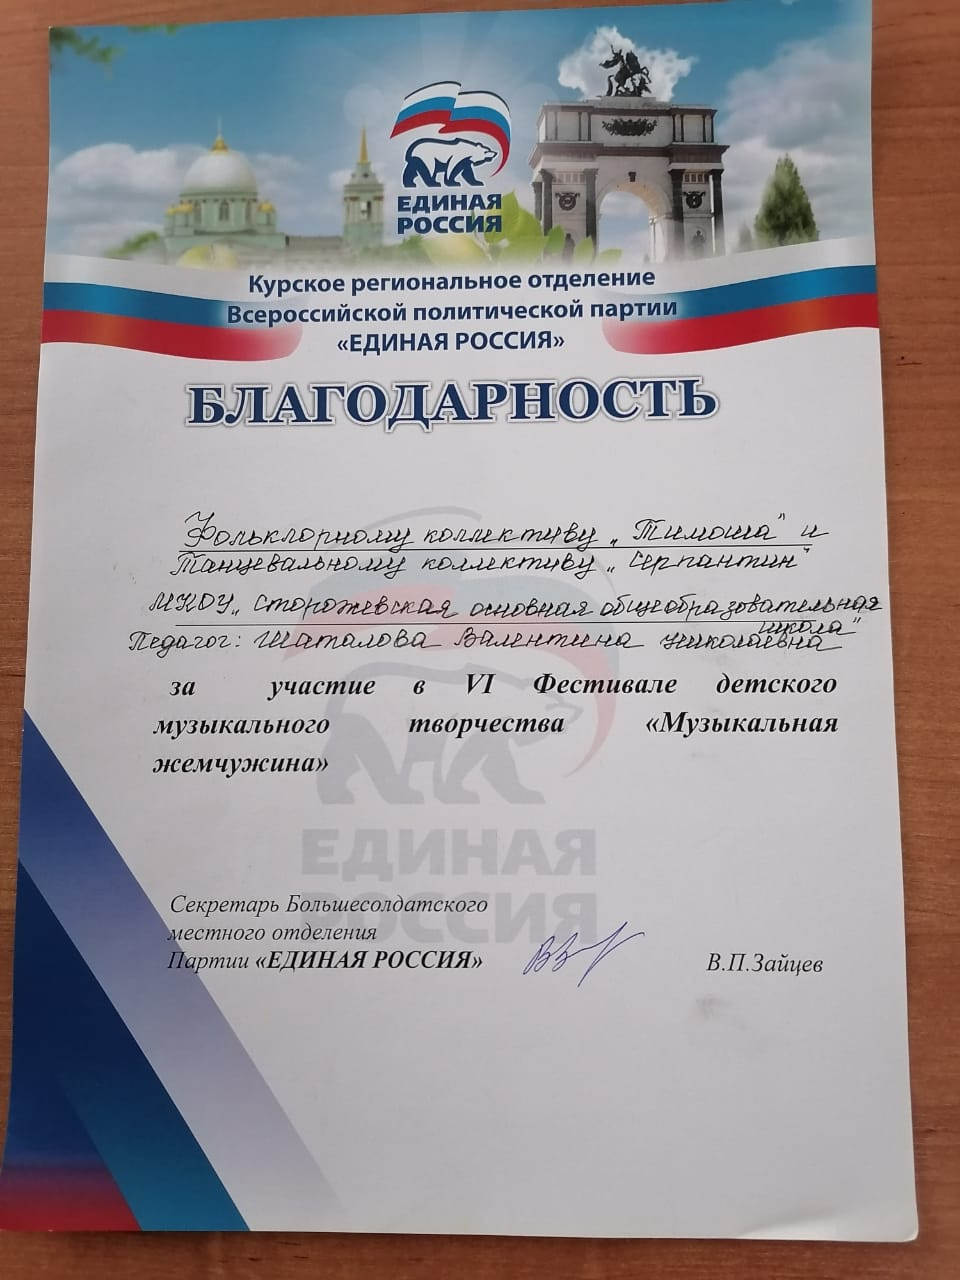 ЕДИНАЯ
РОССИЯ
Курское региональное отделение
Всероссийской политической партии
«ЕДИНАЯ РОССИЯ»
БЛАГОДАРНОСТЬ
Фольклорному коллективу „Тимоша" и
Танцевальному коллективу „Серпантин"
МКОУ „Сторожевская основная общеобразовательная
школа"
Педагог: Шаталова Валентина Николаевна
за участие в VI Фестивале детского
музыкального творчества «Музыкальная
жемчужина»
ЕДИНАЯ
РОССИЯ
Секретарь Большесолдатского
местного отделения
Партии «ЕДИНАЯ РОССИЯ»
В.П.Зайцев